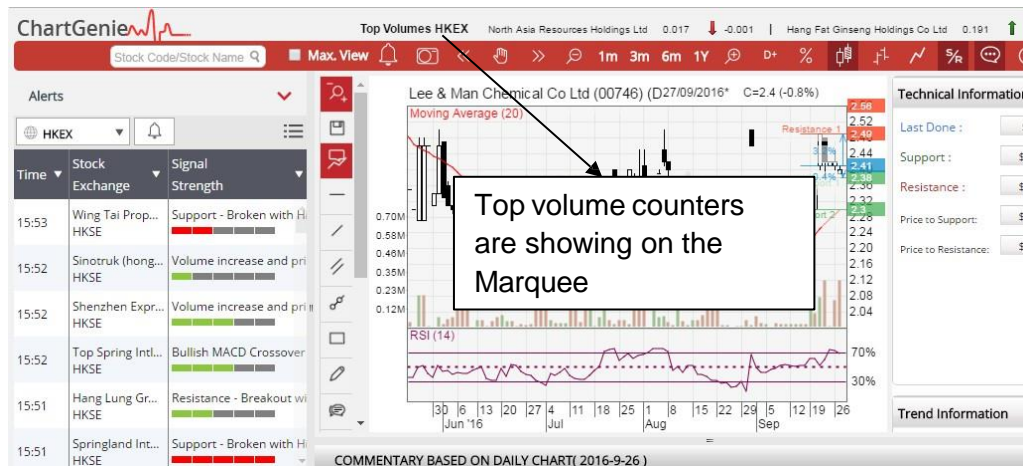 ChartGenie
Top Volumes HKEX North Asia Resources Holdings Ltd 0.017 -0.001 | Hang Fat Ginseng Holdings Co Ltd 0.191
Stock Code/Stock Name
Max. View
1m 3m 6m 1Y D+ % S/R
Alerts
HKEX
Time
Stock Exchange
Signal Strength
15:53 Wing Tai Prop... Support - Broken with H
HKSE
15:52 Sinotruk (hong... Volume increase and pri
HKSE
15:52 Shenzhen Expr... Volume increase and pri
HKSE
15:52 Top Spring Intl... Bullish MACD Crossover
HKSE
15:51 Hang Lung Gr... Resistance - Breakout wi
HKSE
15:51 Springland Int... Support - Broken with Hi
HKSE
Lee & Man Chemical Co Ltd (00746) (D27/09/2016* C=2.4 (-0.8%)
Moving Average (20)
Resistance 1
2.56
2.52
2.49
2.44
2.41
2.38
2.36
2.32
2.3
2.24
2.20
2.16
2.12
2.08
2.04
0.70M
0.58M
0.46M
0.35M
0.23M
0.12M
Top volume counters
are showing on the
Marquee
RSI (14)
70%
30%
30 6 13 20 27 4 11 18 25 1 8 15 22 29 5 12 19 26
Jun '16 Jul Aug Sep
COMMENTARY BASED ON DAILY CHART( 2016-9-26 )
Technical Information
Last Done :
Support : $
Resistance : $
Price to Support: $
Price to Resistance: $
Trend Information